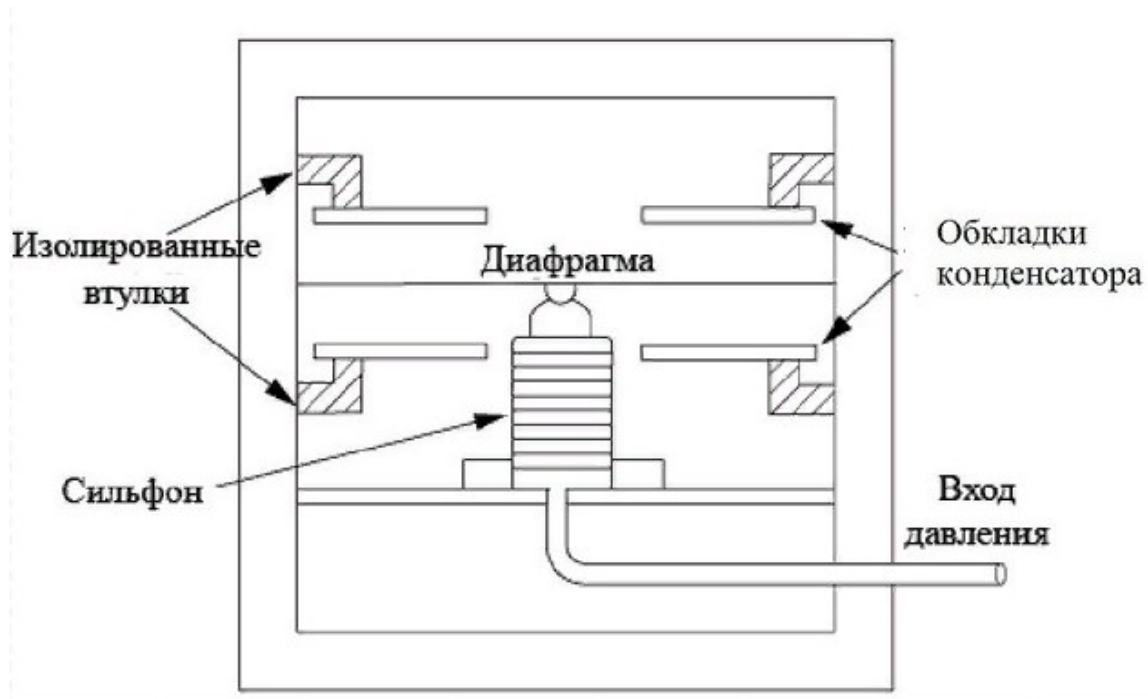 Изолированные
втулки
Диафрагма
Обкладки
конденсатора
Сильфон
Вход
давления